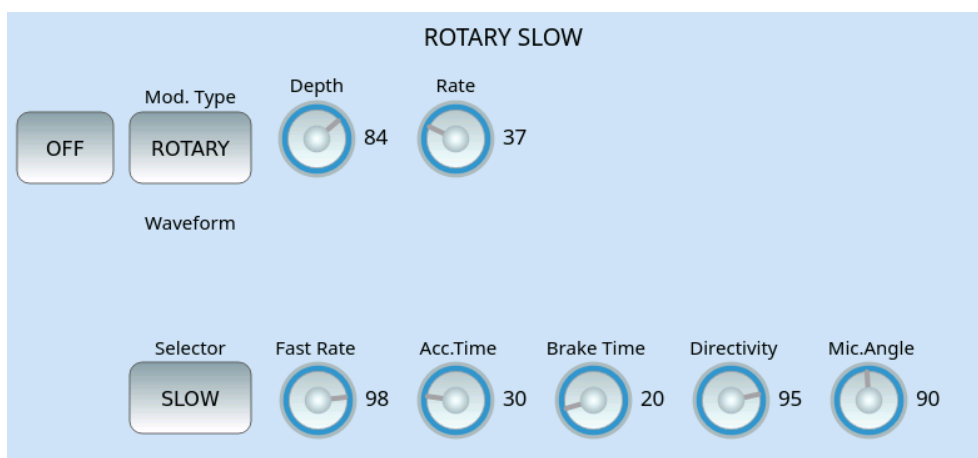 ROTARY SLOW
Mod. Type Depth Rate
OFF ROTARY 84 37
Waveform
Selector Fast Rate Acc.Time Brake Time Directivity Mic.Angle
SLOW 98 30 20 95 90